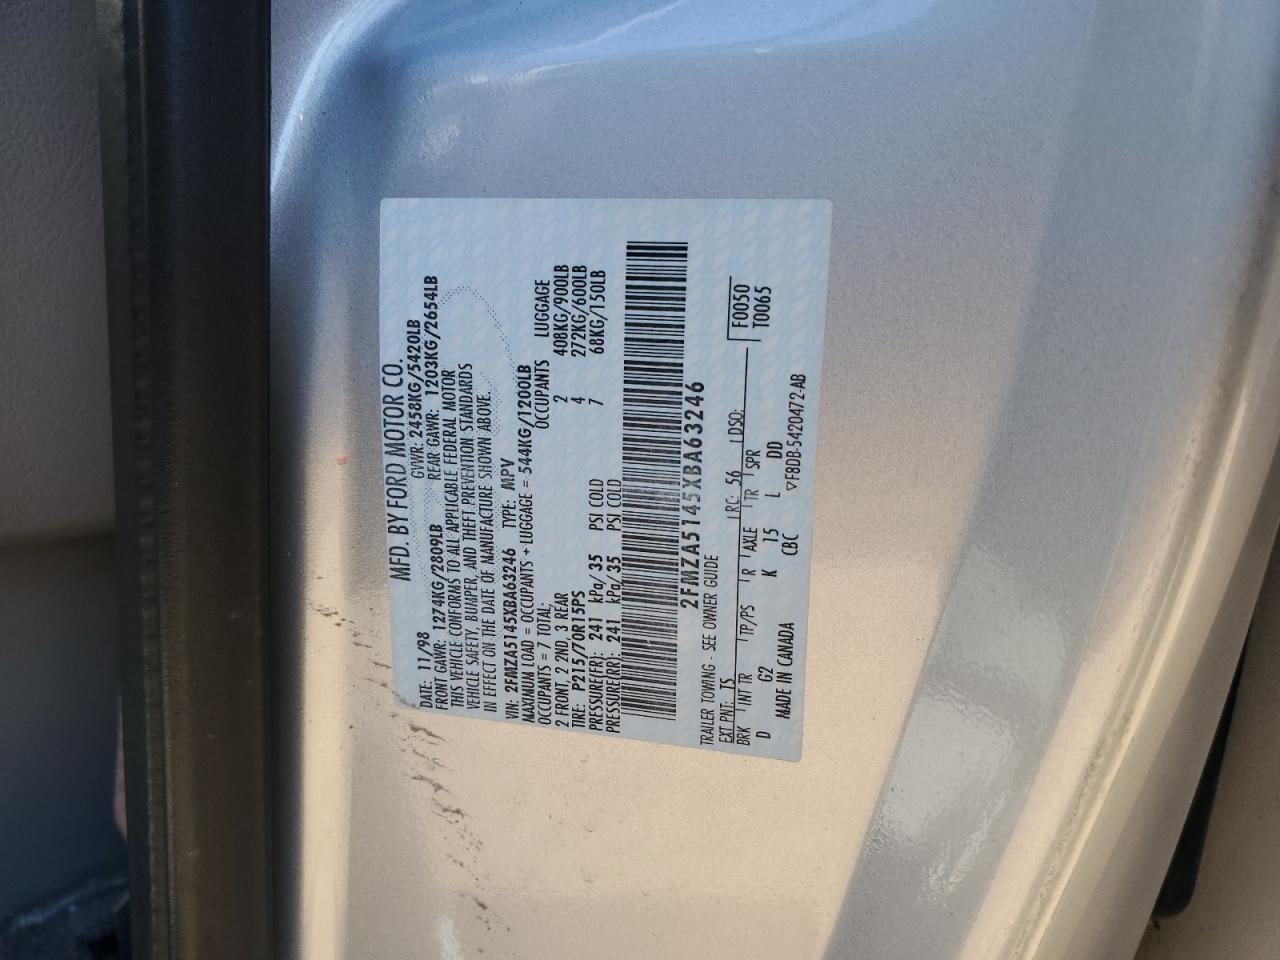 MFD. BY FORD MOTOR CO.
DATE: 11/98 GVWR: 2458KG/5420LB
FRONT GAWR: 1274KG/2809LB REAR GAWR: 1203KG/2654LB
THIS VEHICLE CONFORMS TO ALL APPLICABLE FEDERAL MOTOR
VEHICLE SAFETY, BUMPER, AND THEFT PREVENTION STANDARDS
IN EFFECT ON THE DATE OF MANUFACTURE SHOWN ABOVE.
VIN: 2FMZA5145XBA63246 TYPE: MPV
MAXIMUM LOAD = OCCUPANTS + LUGGAGE = 544KG/1200LB
OCCUPANTS = 7 TOTAL; OCCUPANTS LUGGAGE
2 FRONT, 2 2ND, 3 REAR 2 408KG/900LB
TIRE: P215/70R15PS 4 272KG/600LB
PRESSURE(FR): 241 kPa/35 PSI COLD 7 68KG/150LB
PRESSURE(RR): 241 kPa/35 PSI COLD
2FMZA5145XBA63246
TRAILER TOWING - SEE OWNER GUIDE
EXT PNT: TS RC: 56 DSO: F0050
BRK INT TR TP/PS R AXLE TR SPR T0065
D G2 K 15 L DD
MADE IN CANADA CBC ▽F8DB-5420472-AB